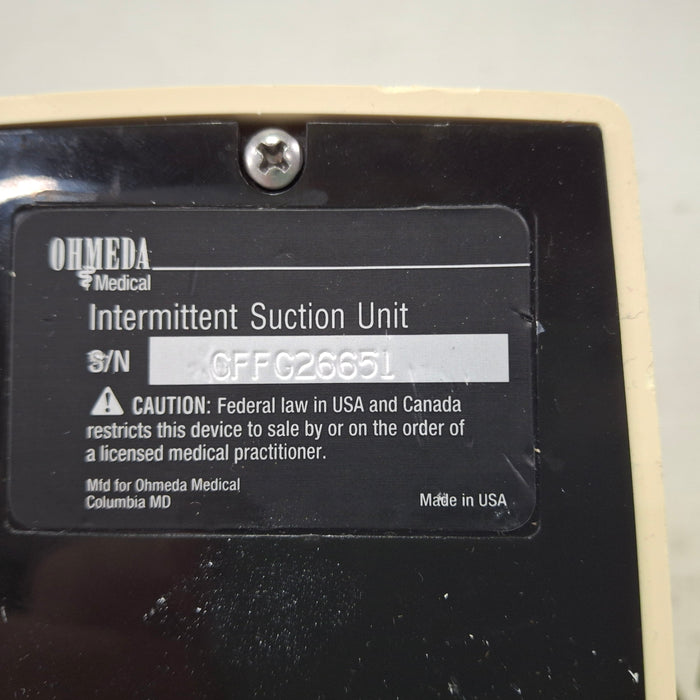 OHMEDA
Medical
Intermittent Suction Unit
S/N GFFG26651
CAUTION: Federal law in USA and Canada
restricts this device to sale by or on the order of
a licensed medical practitioner.
Mfd for Ohmeda Medical
Columbia MD
Made in USA